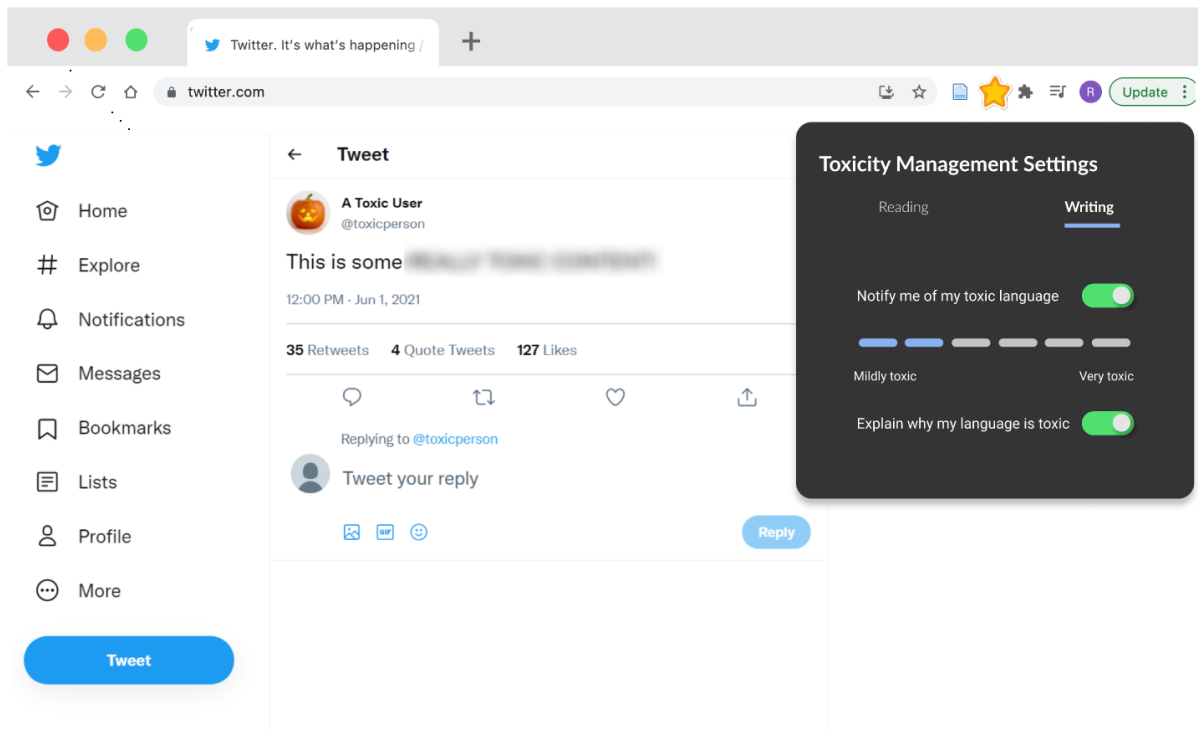 Twitter. It's what's happening /
twitter.com
R
Update
Tweet
A Toxic User
@toxicperson
This is some
12:00 PM · Jun 1, 2021
35 Retweets 4 Quote Tweets 127 Likes
Replying to @toxicperson
Tweet your reply
GIF
Reply
Home
Explore
Notifications
Messages
Bookmarks
Lists
Profile
More
Tweet
Toxicity Management Settings
Reading
Writing
Notify me of my toxic language
Mildly toxic
Very toxic
Explain why my language is toxic